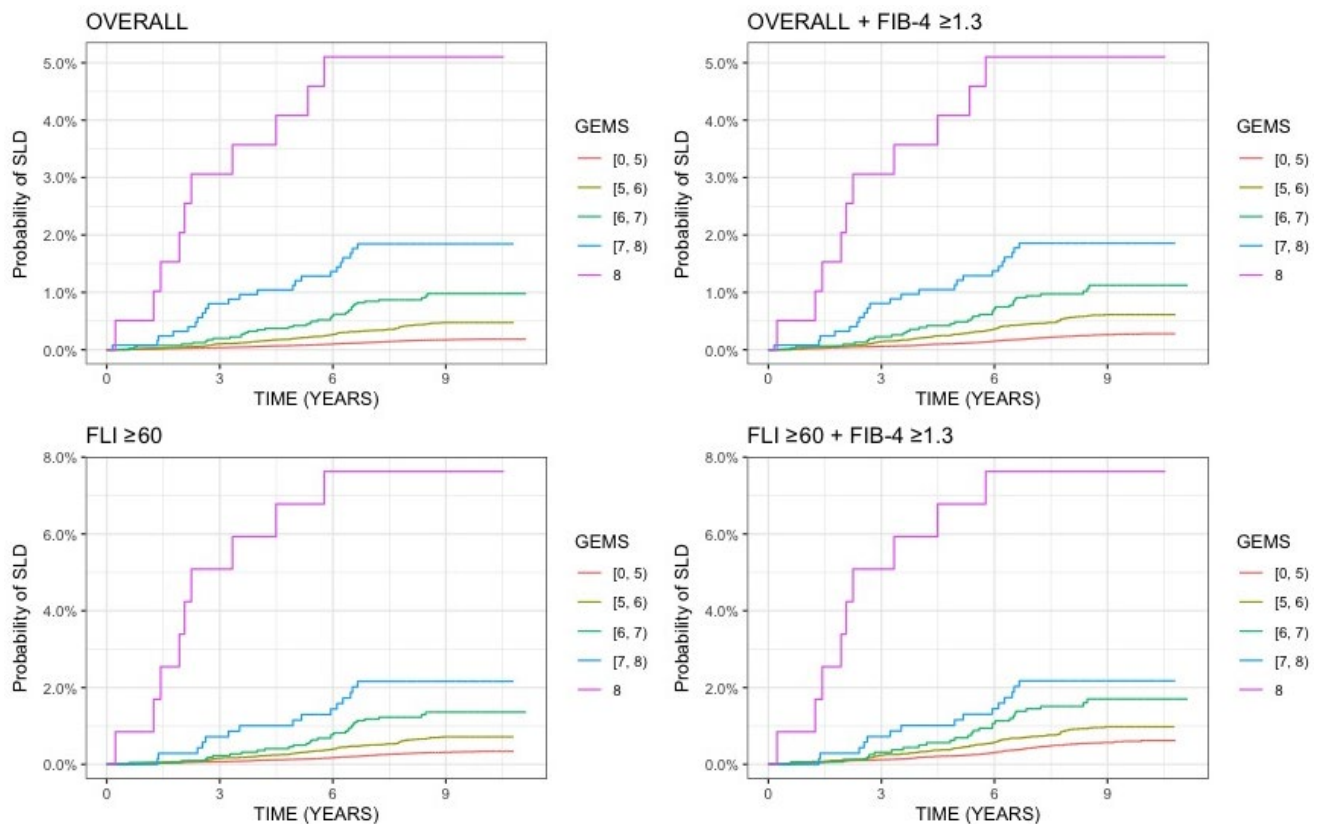 OVERALL
Probability of SLD
5.0%
4.0%
3.0%
2.0%
1.0%
0.0%
0 3 6 9
TIME (YEARS)
GEMS
[0, 5)
[5, 6)
[6, 7)
[7, 8)
8
OVERALL + FIB-4 ≥1.3
Probability of SLD
5.0%
4.0%
3.0%
2.0%
1.0%
0.0%
0 3 6 9
TIME (YEARS)
GEMS
[0, 5)
[5, 6)
[6, 7)
[7, 8)
8
FLI ≥60
Probability of SLD
8.0%
6.0%
4.0%
2.0%
0.0%
0 3 6 9
TIME (YEARS)
GEMS
[0, 5)
[5, 6)
[6, 7)
[7, 8)
8
FLI ≥60 + FIB-4 ≥1.3
Probability of SLD
8.0%
6.0%
4.0%
2.0%
0.0%
0 3 6 9
TIME (YEARS)
GEMS
[0, 5)
[5, 6)
[6, 7)
[7, 8)
8